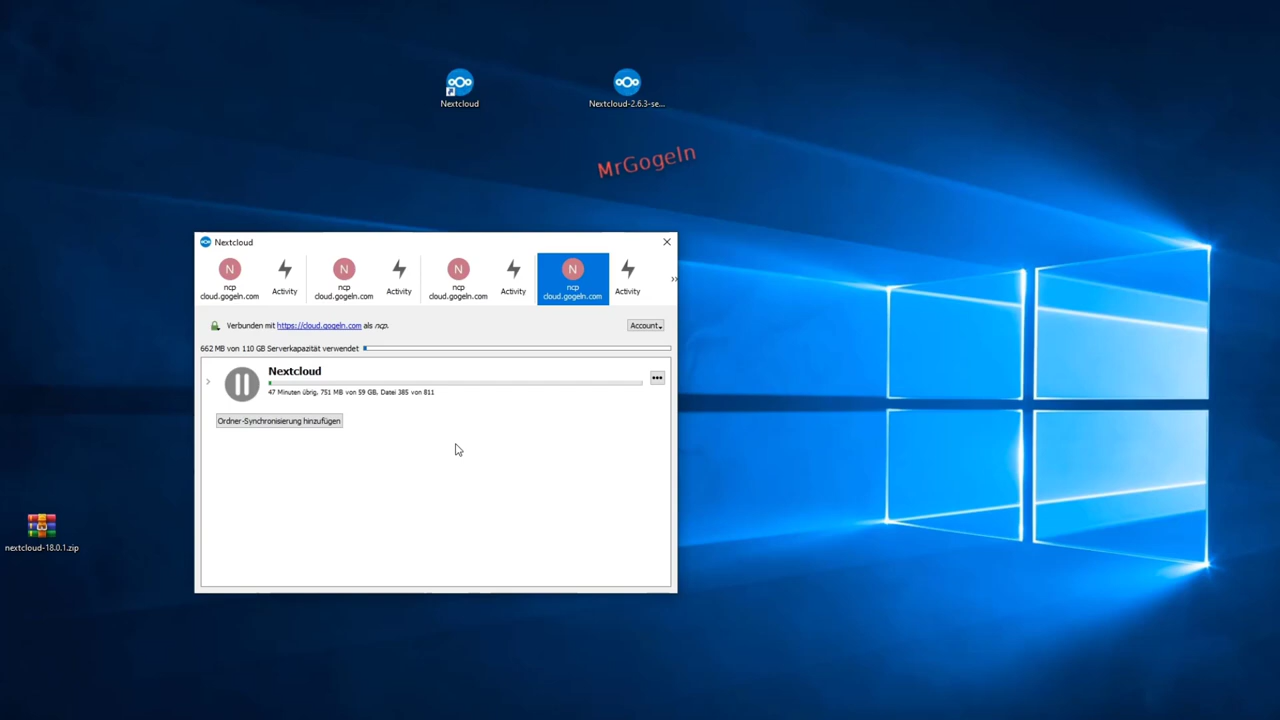 Nextcloud
Nextcloud-2.6.3-se...
MrGogeln
Nextcloud
N
ncp
cloud.gogeln.com
Activity
N
ncp
cloud.gogeln.com
Activity
N
ncp
cloud.gogeln.com
Activity
N
ncp
cloud.gogeln.com
Activity
»
Verbunden mit https://cloud.gogeln.com als ncp.
Account
662 MB von 110 GB Serverkapazität verwendet
Nextcloud
47 Minuten übrig, 751 MB von 59 GB, Datei 385 von 811
Ordner-Synchronisierung hinzufügen
nextcloud-18.0.1.zip